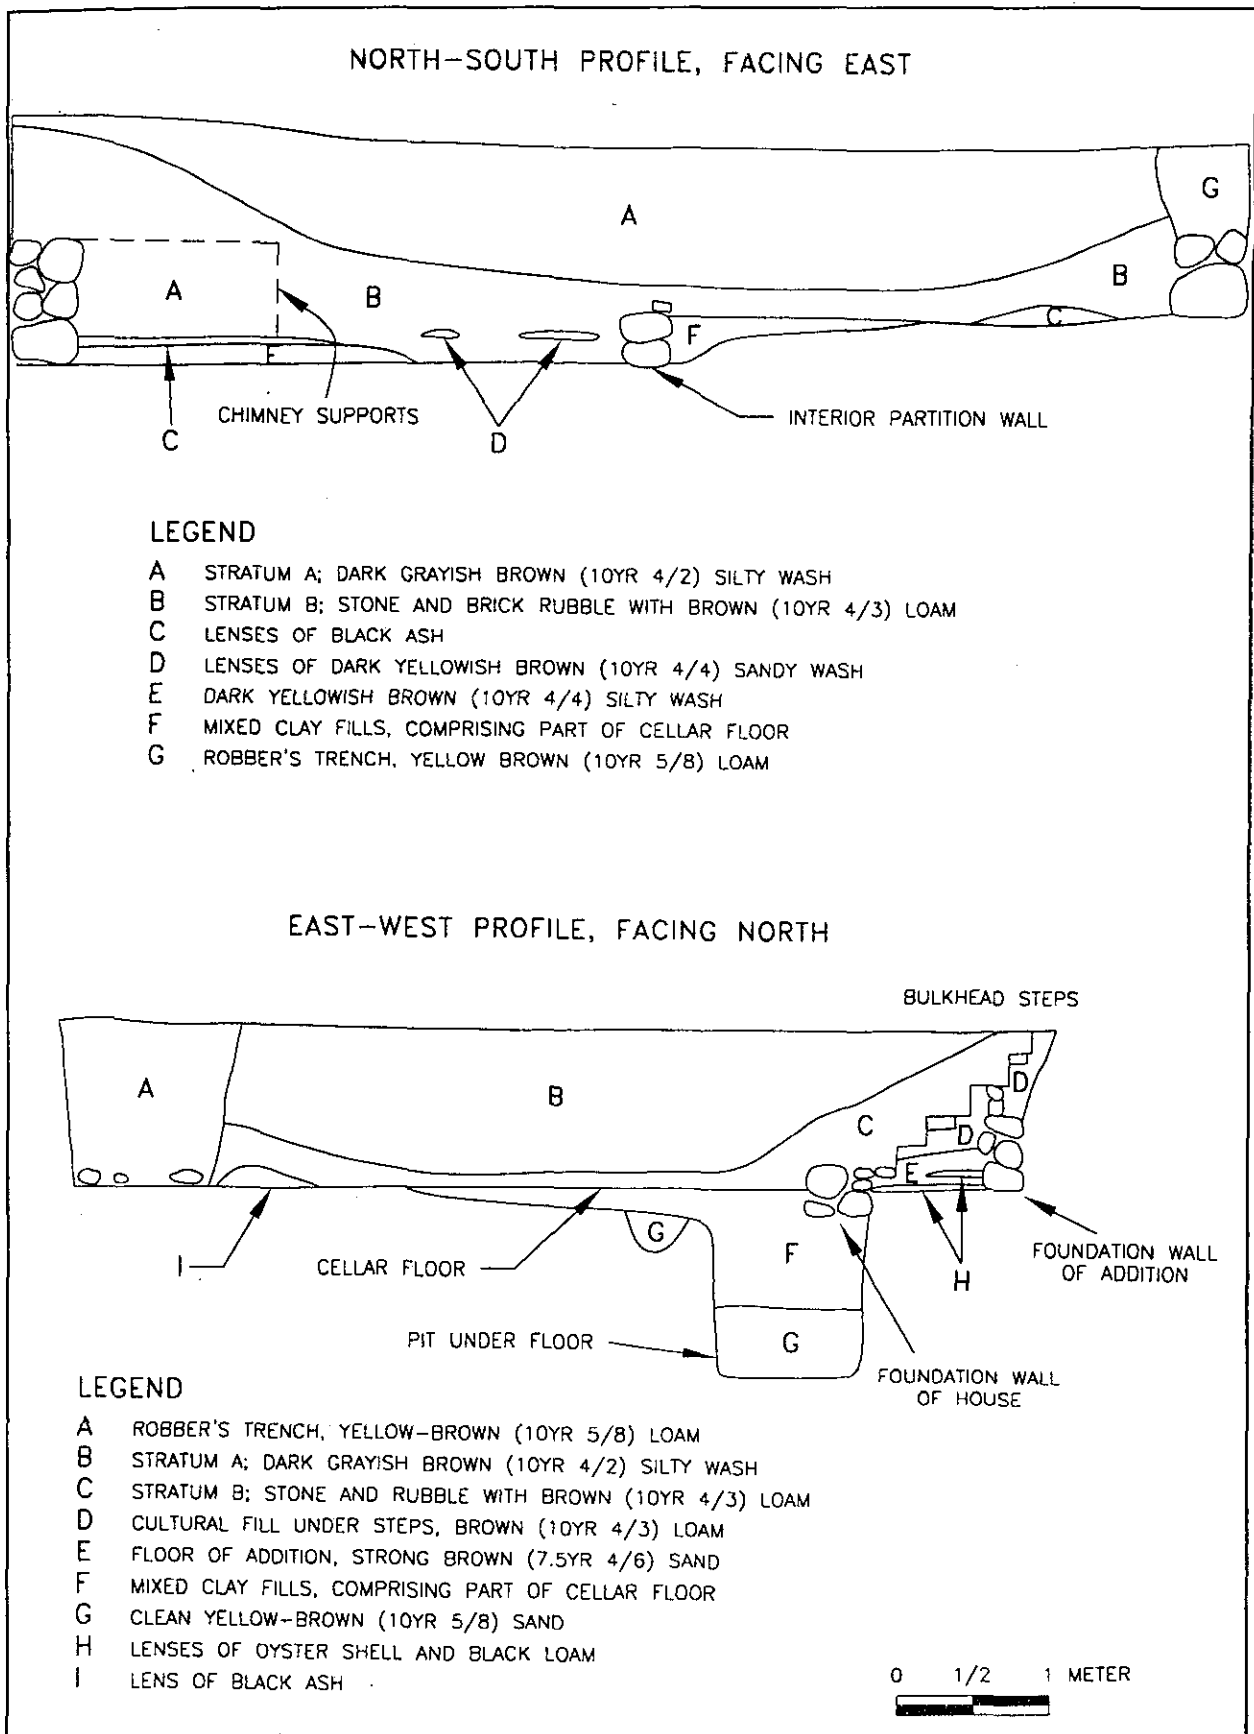 NORTH-SOUTH PROFILE, FACING EAST
A
G
A
B
B
C
F
E
CHIMNEY SUPPORTS
C
D
INTERIOR PARTITION WALL
LEGEND
A STRATUM A; DARK GRAYISH BROWN (10YR 4/2) SILTY WASH
B STRATUM B; STONE AND BRICK RUBBLE WITH BROWN (10YR 4/3) LOAM
C LENSES OF BLACK ASH
D LENSES OF DARK YELLOWISH BROWN (10YR 4/4) SANDY WASH
E DARK YELLOWISH BROWN (10YR 4/4) SILTY WASH
F MIXED CLAY FILLS, COMPRISING PART OF CELLAR FLOOR
G ROBBER'S TRENCH, YELLOW BROWN (10YR 5/8) LOAM
EAST-WEST PROFILE, FACING NORTH
BULKHEAD STEPS
A
B
C
D
D
E
G
F
I
CELLAR FLOOR
H
FOUNDATION WALL
OF ADDITION
PIT UNDER FLOOR
G
FOUNDATION WALL
OF HOUSE
LEGEND
A ROBBER'S TRENCH, YELLOW-BROWN (10YR 5/8) LOAM
B STRATUM A; DARK GRAYISH BROWN (10YR 4/2) SILTY WASH
C STRATUM B; STONE AND RUBBLE WITH BROWN (10YR 4/3) LOAM
D CULTURAL FILL UNDER STEPS, BROWN (10YR 4/3) LOAM
E FLOOR OF ADDITION, STRONG BROWN (7.5YR 4/6) SAND
F MIXED CLAY FILLS, COMPRISING PART OF CELLAR FLOOR
G CLEAN YELLOW-BROWN (10YR 5/8) SAND
H LENSES OF OYSTER SHELL AND BLACK LOAM
I LENS OF BLACK ASH
0 1/2 1 METER